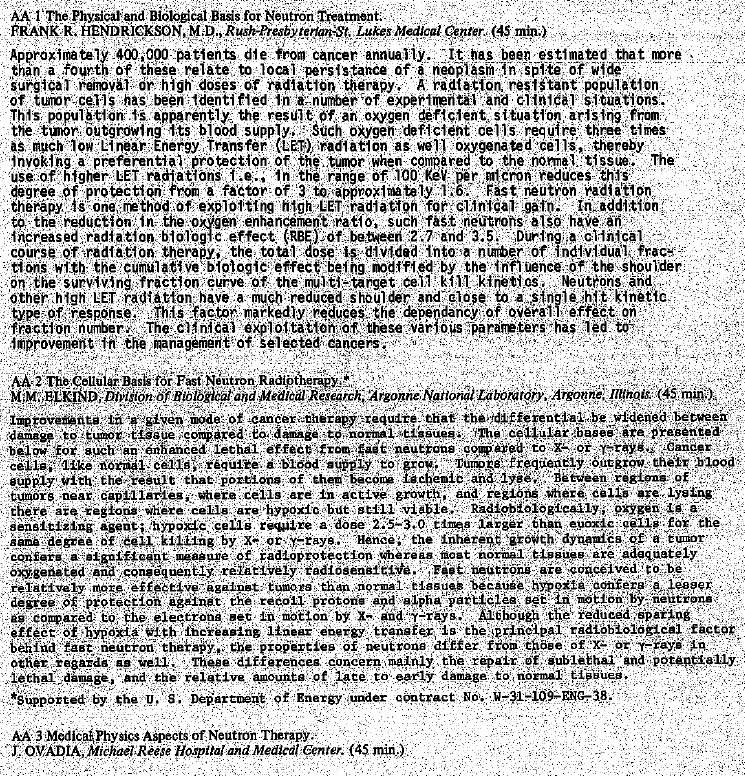 AA 1 The Physical and Biological Basis for Neutron Treatment.
FRANK R. HENDRICKSON, M.D., Rush-Presbyterian-St. Lukes Medical Center. (45 min.)
Approximately 400,000 patients die from cancer annually. It has been estimated that more
than a fourth of these relate to local persistance of a neoplasm in spite of wide
surgical removal or high doses of radiation therapy. A radiation resistant population
of tumor cells has been identified in a number of experimental and clinical situations.
This population is apparently the result of an oxygen deficient situation arising from
the tumor outgrowing its blood supply. Such oxygen deficient cells require three times
as much low Linear Energy Transfer (LET) radiation as well oxygenated cells, thereby
invoking a preferential protection of the tumor when compared to the normal tissue. The
use of higher LET radiations i.e., in the range of 100 KeV per micron reduces this
degree of protection from a factor of 3 to approximately 1.6. Fast neutron radiation
therapy is one method of exploiting high LET radiation for clinical gain. In addition
to the reduction in the oxygen enhancement ratio, such fast neutrons also have an
increased radiation biologic effect (RBE) of between 2.7 and 3.5. During a clinical
course of radiation therapy, the total dose is divided into a number of individual frac-
tions with the cumulative biologic effect being modified by the influence of the shoulder
on the surviving fraction curve of the multi-target cell kill kinetics. Neutrons and
other high LET radiation have a much reduced shoulder and close to a single hit kinetic
type of response. This factor markedly reduces the dependancy of overall effect on
fraction number. The clinical exploitation of these various parameters has led to
improvement in the management of selected cancers.
AA 2 The Cellular Basis for Fast Neutron Radiotherapy.*
M.M. ELKIND, Division of Biological and Medical Research, Argonne National Laboratory, Argonne, Illinois. (45 min.)
Improvements in a given mode of cancer therapy require that the differential be widened between
damage to tumor tissue compared to damage to normal tissues. The cellular bases are presented
below for such an enhanced lethal effect from fast neutrons compared to X- or γ-rays. Cancer
cells, like normal cells, require a blood supply to grow. Tumors frequently outgrow their blood
supply with the result that portions of them become ischemic and lyse. Between regions of
tumors near capillaries, where cells are in active growth, and regions where cells are lysing
there are regions where cells are hypoxic but still viable. Radiobiologically, oxygen is a
sensitizing agent; hypoxic cells require a dose 2.5-3.0 times larger than euoxic cells for the
same degree of cell killing by X- or γ-rays. Hence, the inherent growth dynamics of a tumor
confers a significant measure of radioprotection whereas most normal tissues are adequately
oxygenated and consequently relatively radiosensitive. Fast neutrons are conceived to be
relatively more effective against tumors than normal tissues because hypoxia confers a lesser
degree of protection against the recoil protons and alpha particles set in motion by neutrons
as compared to the electrons set in motion by X- and γ-rays. Although the reduced sparing
effect of hypoxia with increasing linear energy transfer is the principal radiobiological factor
behind fast neutron therapy, the properties of neutrons differ from those of X- or γ-rays in
other regards as well. These differences concern mainly the repair of sublethal and potentially
lethal damage, and the relative amounts of late to early damage to normal tissues.
*Supported by the U. S. Department of Energy under contract No. W-31-109-ENG-38.
AA 3 Medical Physics Aspects of Neutron Therapy.
J. OVADIA, Michael Reese Hospital and Medical Center. (45 min.)